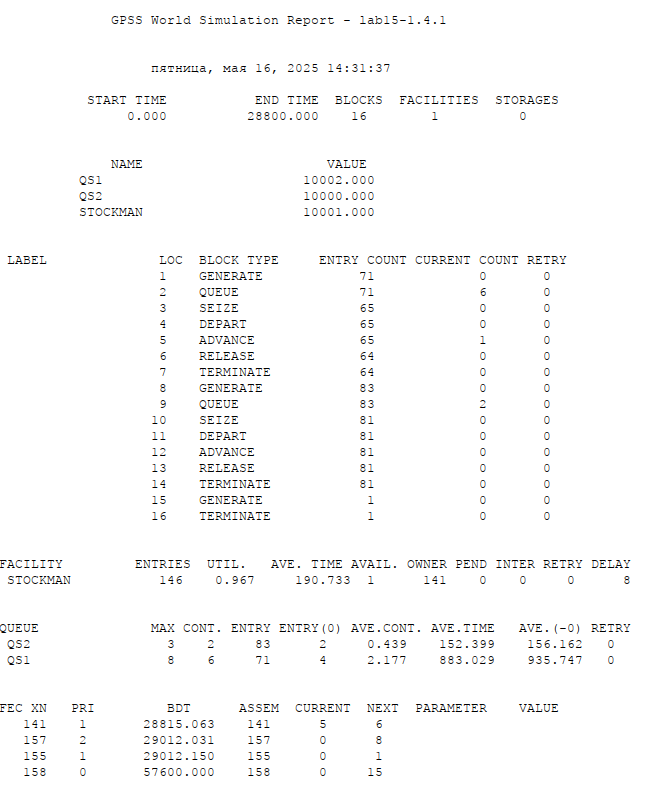 GPSS World Simulation Report - lab15-1.4.1
пятница, мая 16, 2025 14:31:37
START TIME END TIME BLOCKS FACILITIES STORAGES
0.000 28800.000 16 1 0
NAME VALUE
QS1 10002.000
QS2 10000.000
STOCKMAN 10001.000
LABEL LOC BLOCK TYPE ENTRY COUNT CURRENT COUNT RETRY
1 GENERATE 71 0 0
2 QUEUE 71 6 0
3 SEIZE 65 0 0
4 DEPART 65 0 0
5 ADVANCE 65 1 0
6 RELEASE 64 0 0
7 TERMINATE 64 0 0
8 GENERATE 83 0 0
9 QUEUE 83 2 0
10 SEIZE 81 0 0
11 DEPART 81 0 0
12 ADVANCE 81 0 0
13 RELEASE 81 0 0
14 TERMINATE 81 0 0
15 GENERATE 1 0 0
16 TERMINATE 1 0 0
FACILITY ENTRIES UTIL. AVE. TIME AVAIL. OWNER PEND INTER RETRY DELAY
STOCKMAN 146 0.967 190.733 1 141 0 0 0 8
QUEUE MAX CONT. ENTRY ENTRY(0) AVE.CONT. AVE.TIME AVE.(-0) RETRY
QS2 3 2 83 2 0.439 152.399 156.162 0
QS1 8 6 71 4 2.177 883.029 935.747 0
FEC XN PRI BDT ASSEM CURRENT NEXT PARAMETER VALUE
141 1 28815.063 141 5 6
157 2 29012.031 157 0 8
155 1 29012.150 155 0 1
158 0 57600.000 158 0 15